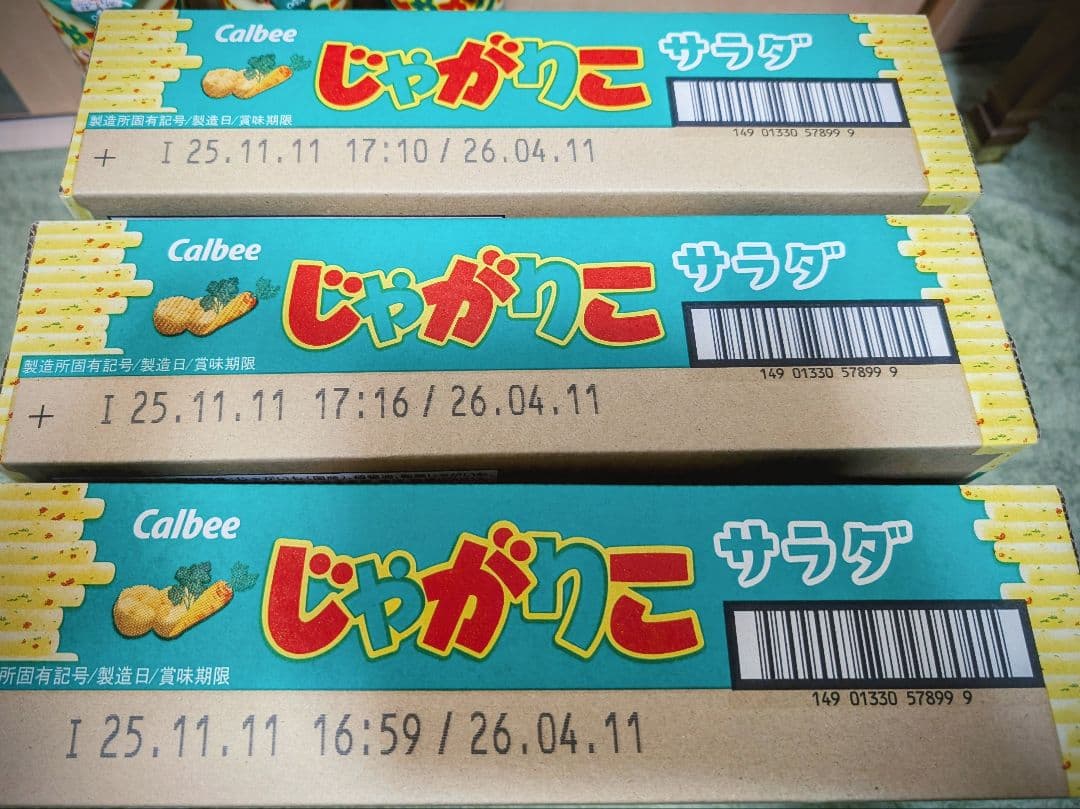 Calbee
じゃがりこ
サラダ
製造所固有記号/製造日/賞味期限
149 01330 57899 9
+ I 25.11.11 17:10 / 26.04.11
Calbee
じゃがりこ
サラダ
製造所固有記号/製造日/賞味期限
149 01330 57899 9
+ I 25.11.11 17:16 / 26.04.11
Calbee
じゃがりこ
サラダ
所固有記号/製造日/賞味期限
149 01330 57899 9
I 25.11.11 16:59 / 26.04.11